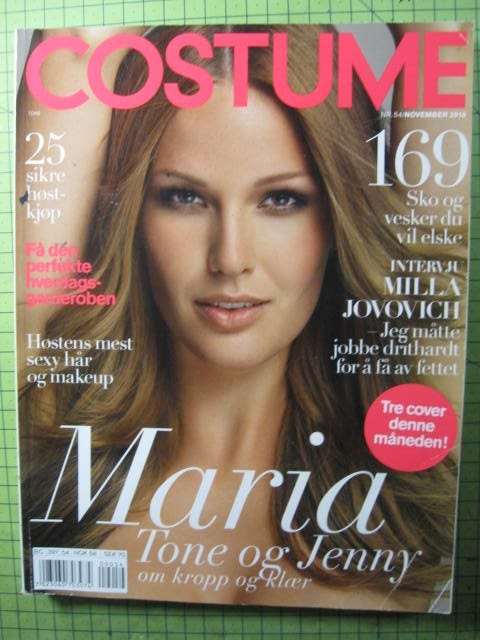 COSTUME
NR.54/NOVEMBER 2010
25
sikre
høst-
kjøp
169
Sko og
vesker du
vil elske
Få den
perfekte
hverdags-
garderoben
INTERVJU
MILLA
JOVOVICH
– Jeg måtte
jobbe drithardt
for å få av fettet
Høstens mest
sexy hår
og makeup
Tre cover
denne
måneden!
Maria
Tone og Jenny
om kropp og klær